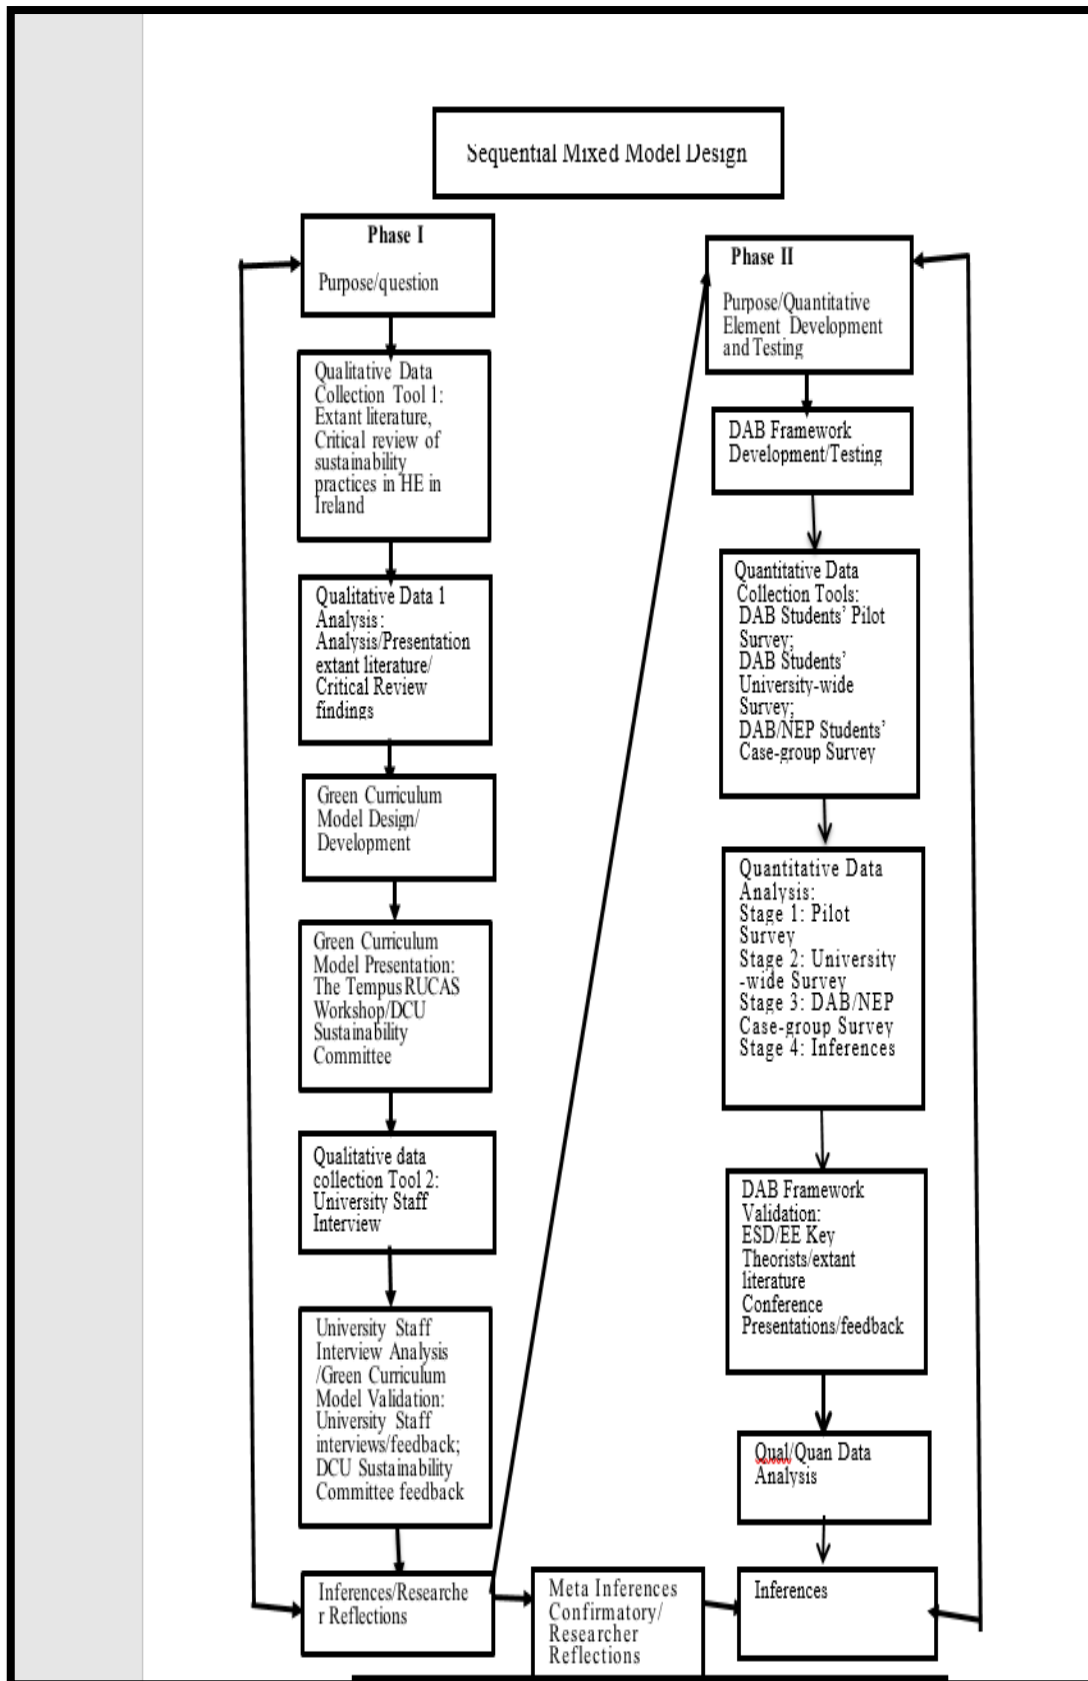 Sequential Mixed Model Design
Phase I
Purpose/question
Qualitative Data
Collection Tool 1:
Extant literature,
Critical review of
sustainability
practices in HE in
Ireland
Qualitative Data 1
Analysis:
Analysis/Presentation
extant literature/
Critical Review
findings
Green Curriculum
Model Design/
Development
Green Curriculum
Model Presentation:
The Tempus RUCAS
Workshop/DCU
Sustainability
Committee
Qualitative data
collection Tool 2:
University Staff
Interview
University Staff
Interview Analysis
/Green Curriculum
Model Validation:
University Staff
interviews/feedback;
DCU Sustainability
Committee feedback
Inferences/Researche
r Reflections
Meta Inferences
Confirmatory/
Researcher
Reflections
Phase II
Purpose/Quantitative
Element Development
and Testing
DAB Framework
Development/Testing
Quantitative Data
Collection Tools:
DAB Students’ Pilot
Survey;
DAB Students’
University-wide
Survey;
DAB/NEP Students’
Case-group Survey
Quantitative Data
Analysis:
Stage 1: Pilot
Survey
Stage 2: University
-wide Survey
Stage 3: DAB/NEP
Case-group Survey
Stage 4: Inferences
DAB Framework
Validation:
ESD/EE Key
Theorists/extant
literature
Conference
Presentations/feedback
Qual/Quan Data
Analysis
Inferences